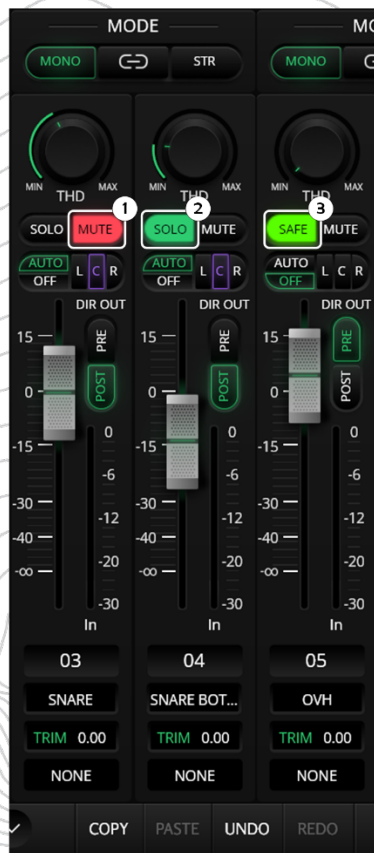 MODE
MO
MONO
STR
MONO
MIN THD MAX
MIN THD MAX
MIN THD MAX
1
2
3
SOLO MUTE
SOLO MUTE
SAFE MUTE
AUTO OFF L C R
AUTO OFF L C R
AUTO OFF L C R
DIR OUT
DIR OUT
DIR OUT
PRE
PRE
PRE
POST
POST
POST
15 0 -15 -30 -40 -∞
0 -6 -12 -20 -30
15 0 -15 -30 -40 -∞
0 -6 -12 -20 -30
15 0 -15 -30 -40 -∞
0 -6 -12 -20 -30
In
In
In
03
04
05
SNARE
SNARE BOT...
OVH
TRIM 0.00
TRIM 0.00
TRIM 0.00
NONE
NONE
NONE
COPY PASTE UNDO REDO